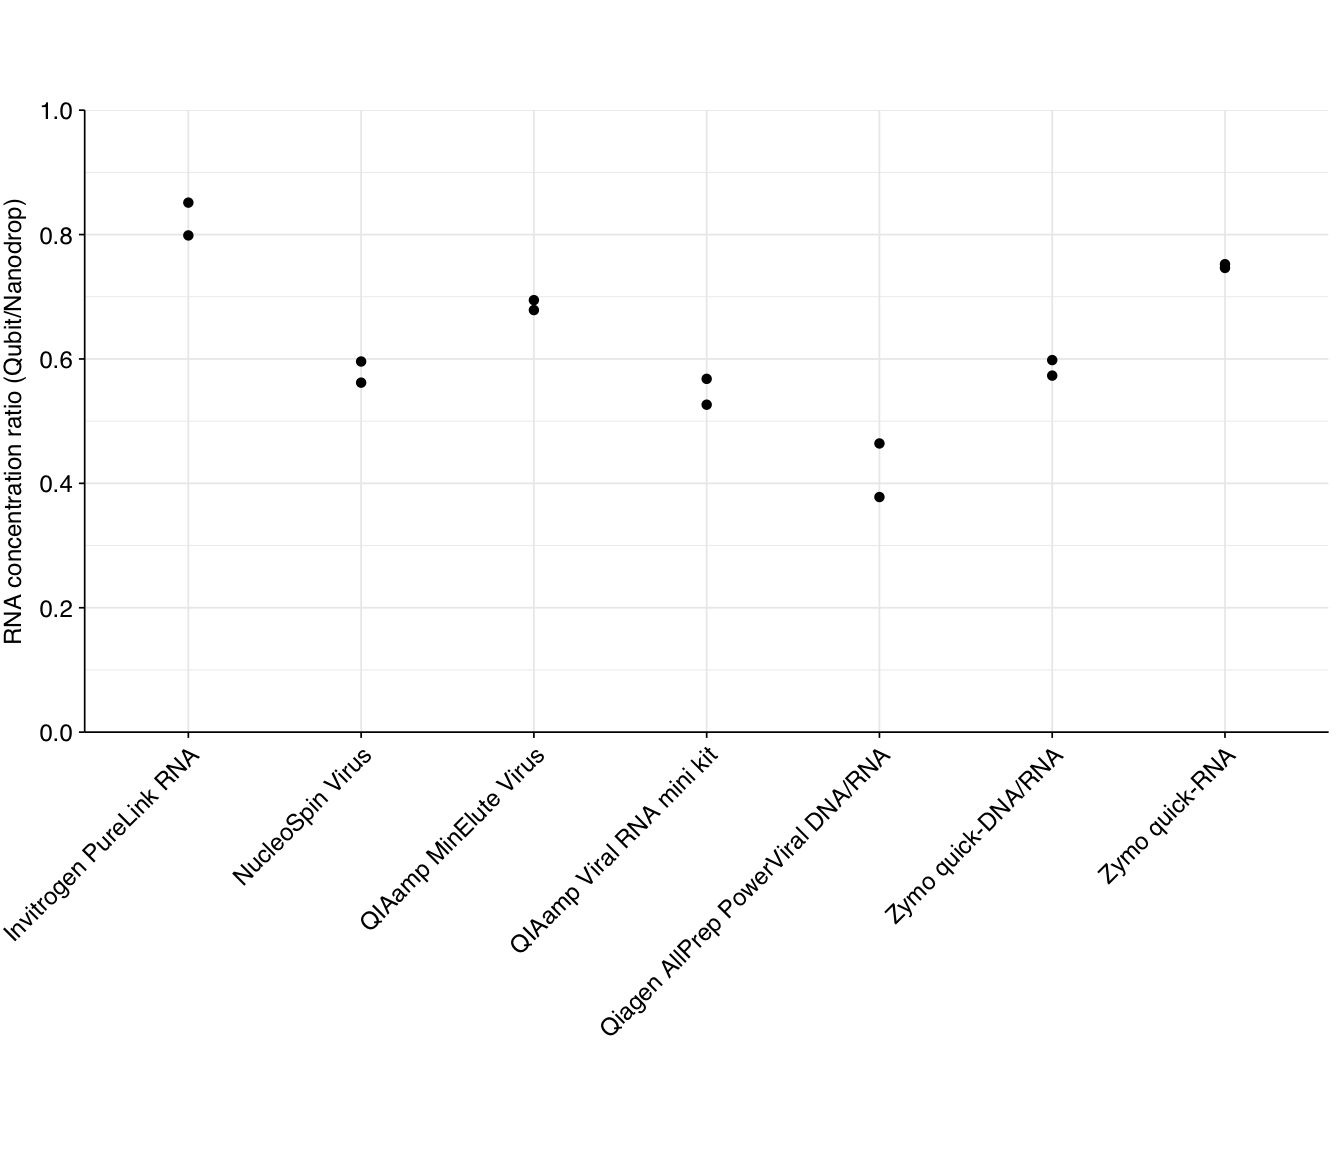 RNA concentration ratio (Qubit/Nanodrop)
1.0
0.8
0.6
0.4
0.2
0.0
Invitrogen PureLink RNA
NucleoSpin Virus
QIAamp MinElute Virus
QIAamp Viral RNA mini kit
Qiagen AllPrep PowerViral DNA/RNA
Zymo quick-DNA/RNA
Zymo quick-RNA